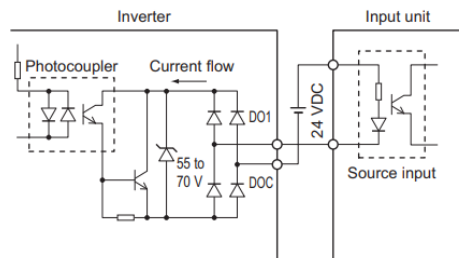 Inverter
Input unit
Photocoupler
Current flow
DO1
24 VDC
55 to
70 V
DOC
Source input